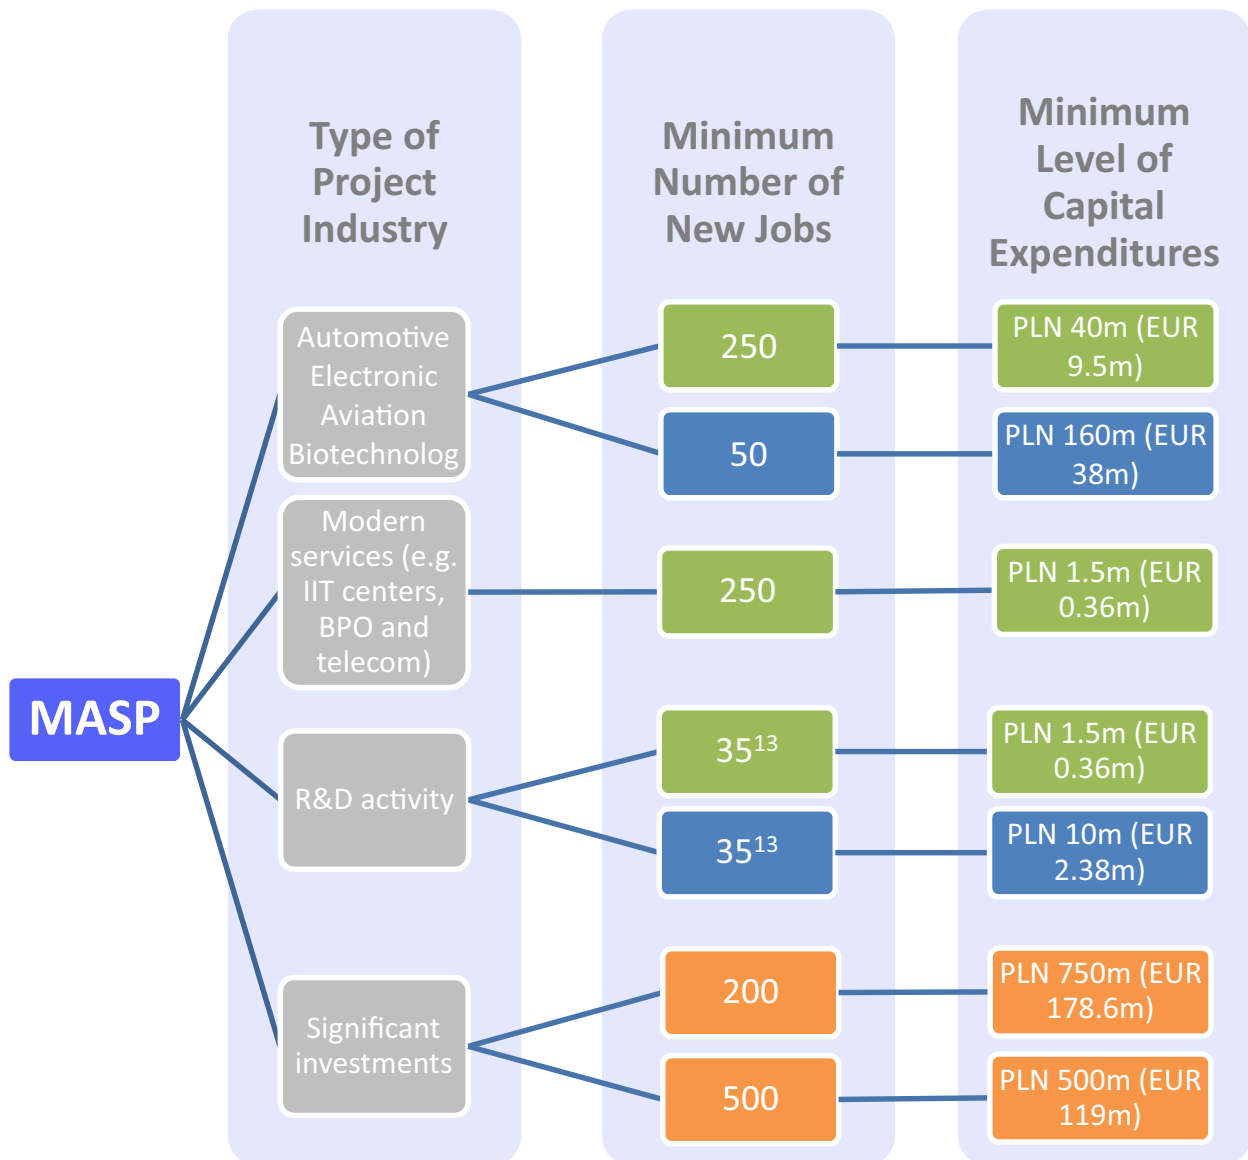 Type of
Project
Industry
Minimum
Number of
New Jobs
Minimum
Level of
Capital
Expenditures
MASP
Automotive
Electronic
Aviation
Biotechnolog
250
PLN 40m (EUR
9.5m)
50
PLN 160m (EUR
38m)
Modern
services (e.g.
IIT centers,
BPO and
telecom)
250
PLN 1.5m (EUR
0.36m)
R&D activity
35¹³
PLN 1.5m (EUR
0.36m)
35¹³
PLN 10m (EUR
2.38m)
Significant
investments
200
PLN 750m (EUR
178.6m)
500
PLN 500m (EUR
119m)